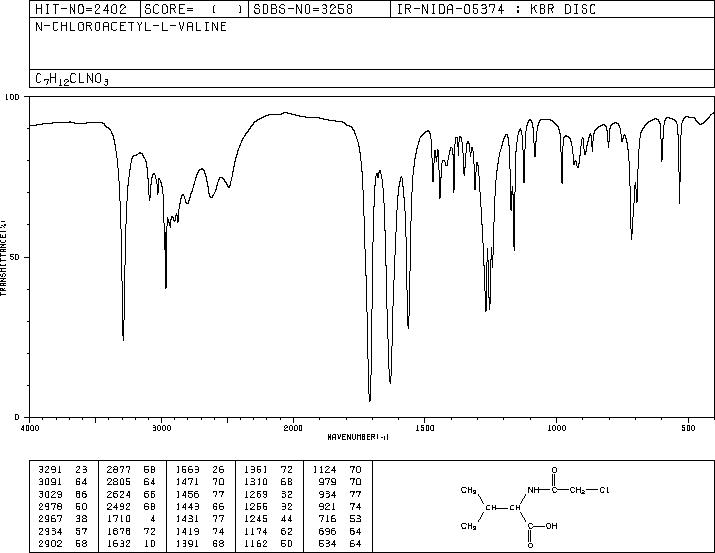 HIT-NO=2402 SCORE= ( ) SDBS-NO=3258 IR-NIDA-05374 : KBR DISC
N-CHLOROACETYL-L-VALINE
C7H12CLNO3
100
50
0
TRANSMITTANCE(%)
4000 3000 2000 1500 1000 500
WAVENUMBER(-1)
3291 23 2877 68 1563 26 1351 72 1124 70
3091 64 2805 64 1471 70 1310 68 979 70
3029 66 2624 66 1456 77 1269 32 934 77
2978 60 2492 68 1443 66 1255 32 921 74
2967 38 1710 4 1431 77 1245 44 716 53
2934 57 1678 72 1419 74 1174 62 696 64
2902 58 1632 10 1391 68 1162 50 534 64
O
CH3 NH C CH2 Cl
CH CH
CH3 C OH
O